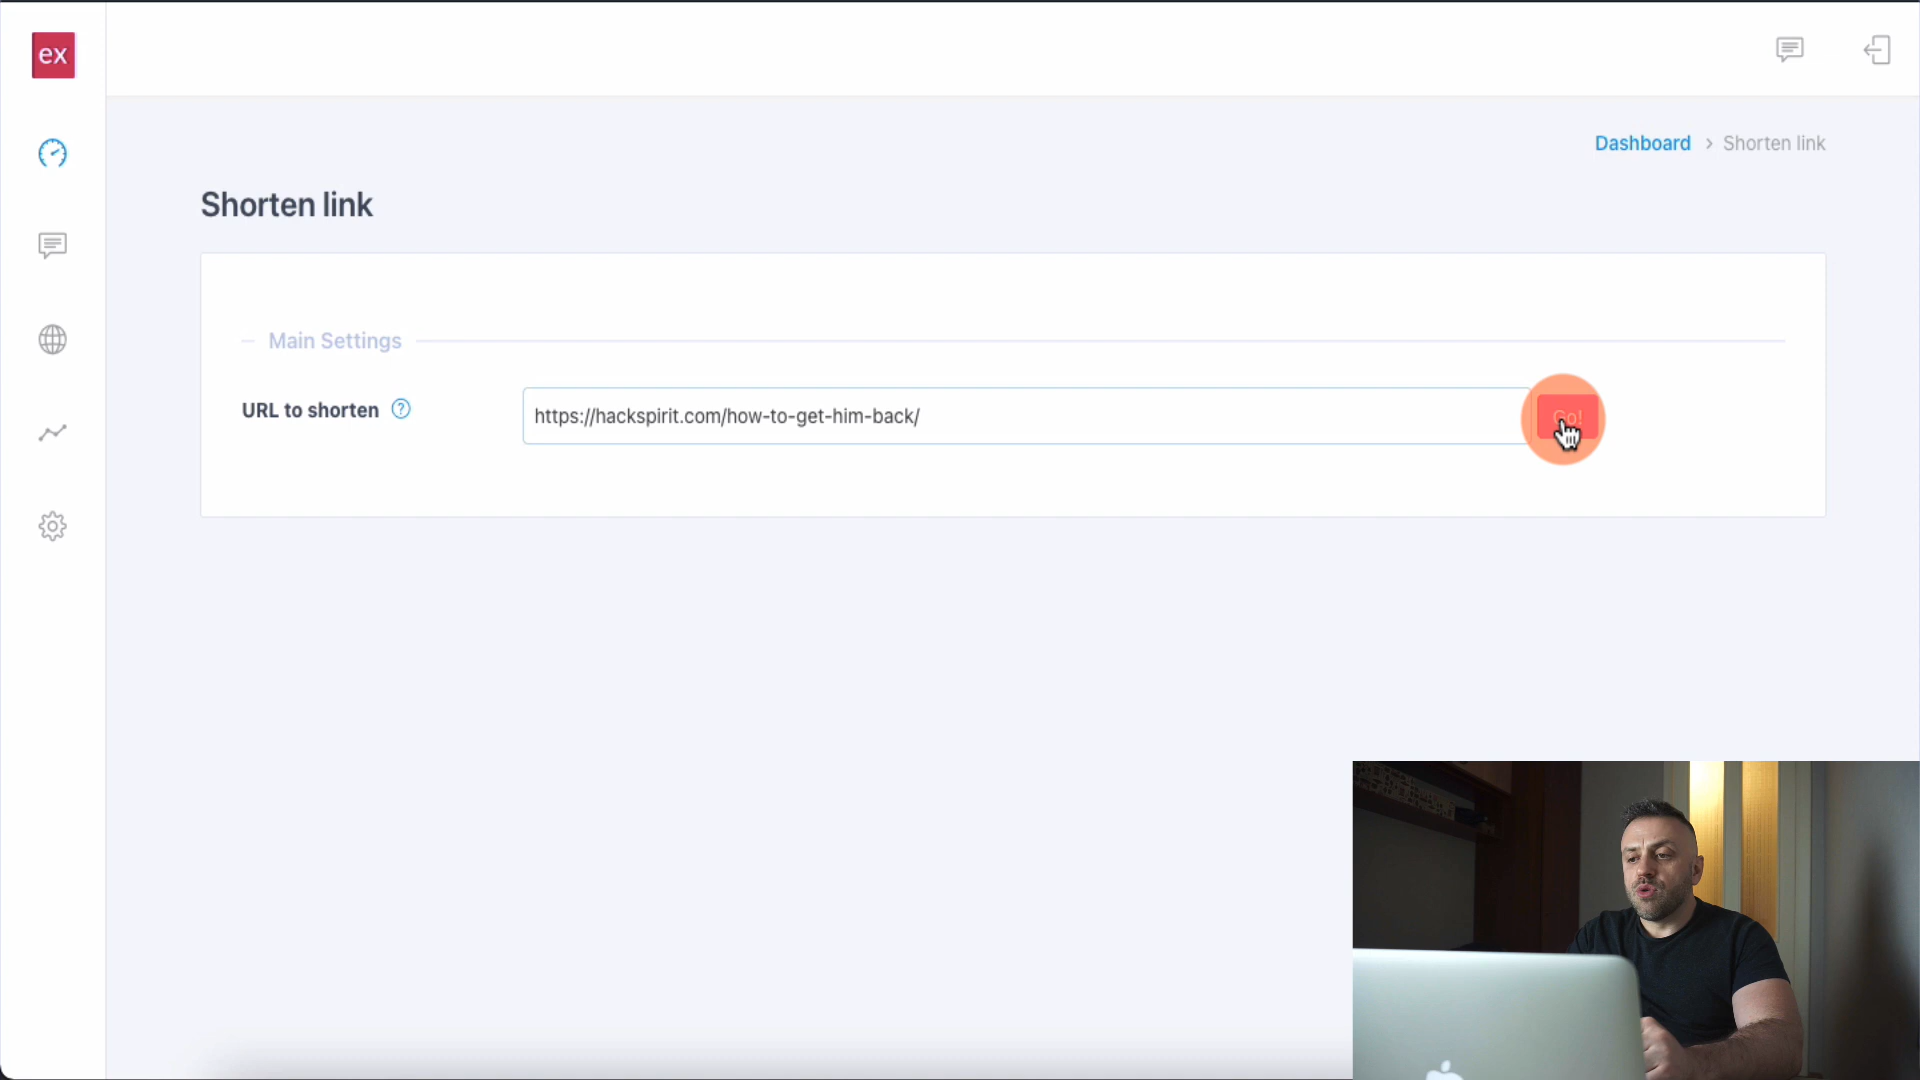 ex
Dashboard > Shorten link
Shorten link
Main Settings
URL to shorten ?
https://hackspirit.com/how-to-get-him-back/
Go!